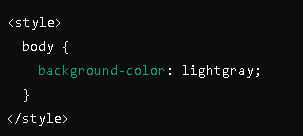 <style>
  body {
    background-color: lightgray;
  }
</style>